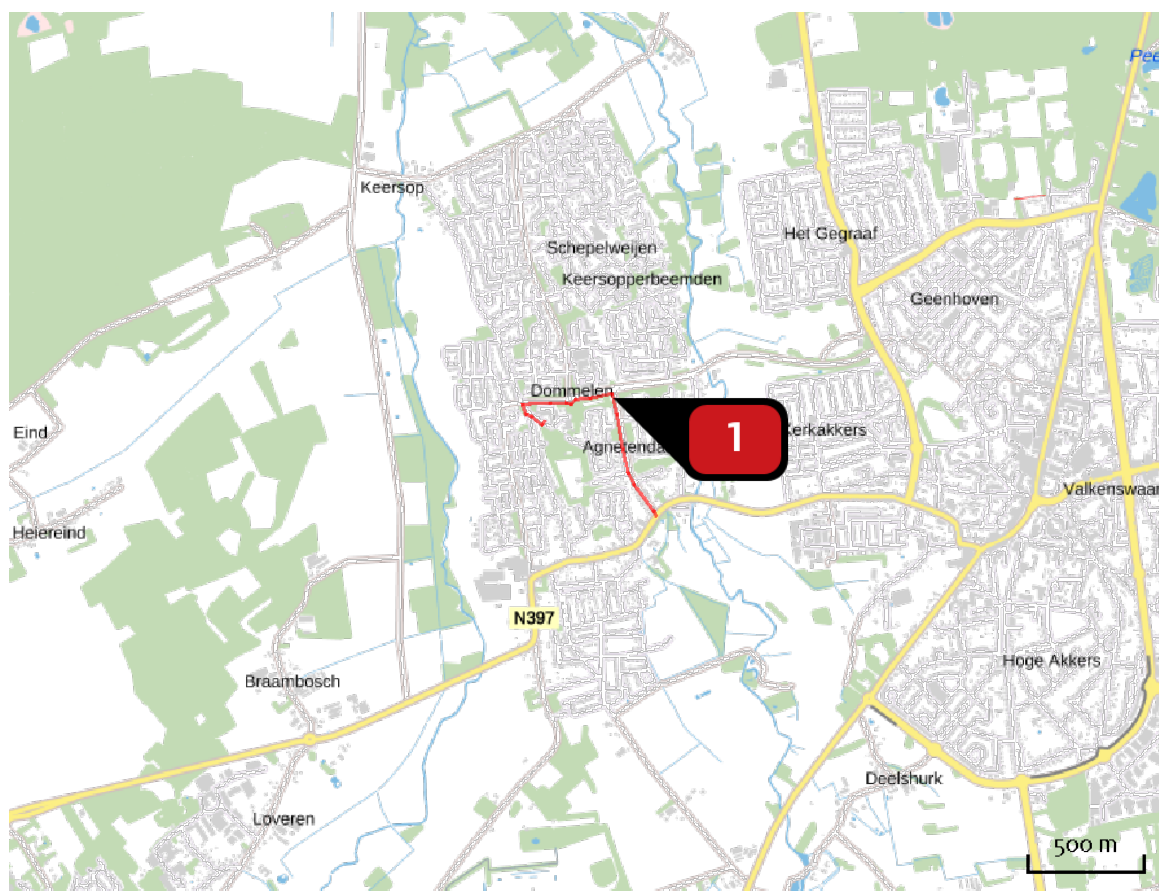 Pee
Keersop
Het Gegraaf
Schepelweijen
Keersopperbeemden
Geenhoven
Dommelen
Eind
1
Kerkakkers
Agnetendal
Valkenswaar
Heiereind
N397
Hoge Akkers
Braambosch
Deelshurk
Loveren
500 m